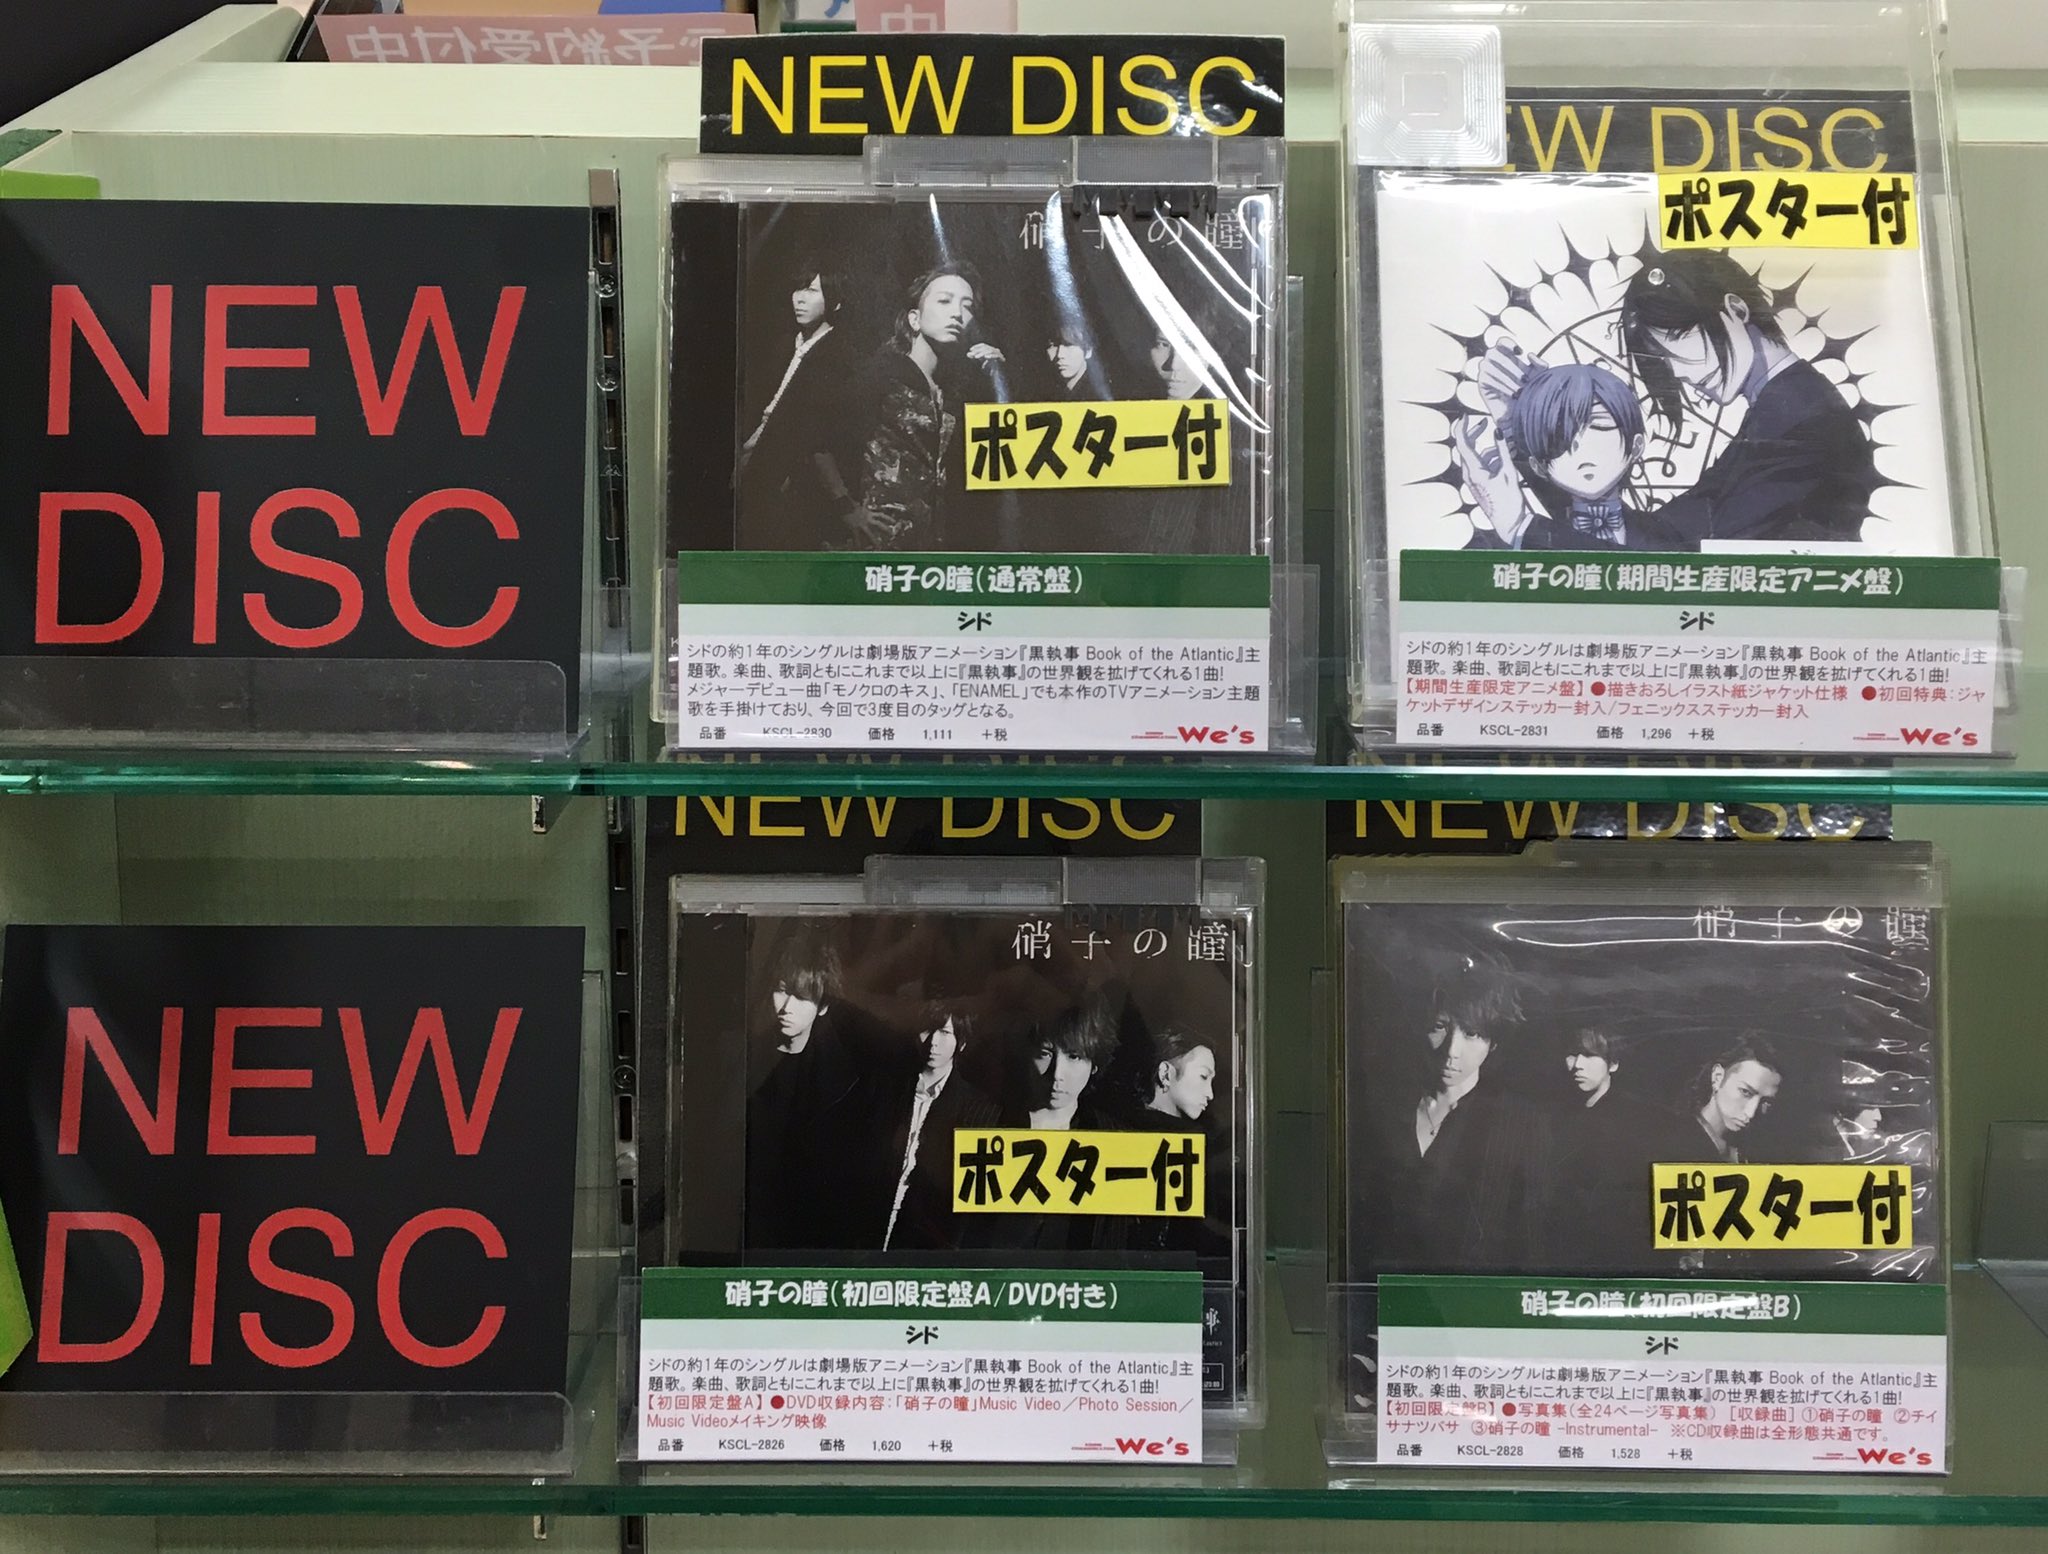 ご予約受付中
中
NEW
DISC
NEW DISC
硝子の瞳
ポスター付
硝子の瞳(通常盤)
シド
シドの約1年のシングルは劇場版アニメーション『黒執事 Book of the Atlantic』主
題歌。楽曲、歌詞ともにこれまで以上に『黒執事』の世界観を拡げてくれる1曲!
メジャーデビュー曲「モノクロのキス」、「ENAMEL」でも本作のTVアニメーション主題
歌を手掛けており、今回で3度目のタッグとなる。
品番 KSCL-2830 価格 1,111 +税 We's
EW DISC
ポスター付
硝子の瞳(期間生産限定アニメ盤)
シド
シドの約1年のシングルは劇場版アニメーション『黒執事 Book of the Atlantic』主
題歌。楽曲、歌詞ともにこれまで以上に『黒執事』の世界観を拡げてくれる1曲!
【期間生産限定アニメ盤】●描きおろしイラスト紙ジャケット仕様 ●初回特典:ジャ
ケットデザインステッカー封入/フェニックスステッカー封入
品番 KSCL-2831 価格 1,296 +税 We's
NEW
DISC
NEW DISC
硝子の瞳
ポスター付
硝子の瞳(初回限定盤A/DVD付き)
シド
シドの約1年のシングルは劇場版アニメーション『黒執事 Book of the Atlantic』主
題歌。楽曲、歌詞ともにこれまで以上に『黒執事』の世界観を拡げてくれる1曲!
【初回限定盤A】●DVD収録内容:「硝子の瞳」Music Video/Photo Session/
Music Videoメイキング映像
品番 KSCL-2826 価格 1,620 +税 We's
NEW DISC
硝子の瞳
ポスター付
硝子の瞳(初回限定盤B)
シド
シドの約1年のシングルは劇場版アニメーション『黒執事 Book of the Atlantic』主
題歌。楽曲、歌詞ともにこれまで以上に『黒執事』の世界観を拡げてくれる1曲!
【初回限定盤B】●写真集(全24ページ写真集) [収録曲] ①硝子の瞳 ②チイ
サナツバサ ③硝子の瞳 -Instrumental- ※CD収録曲は全形態共通です。
品番 KSCL-2828 価格 1,528 +税 We's